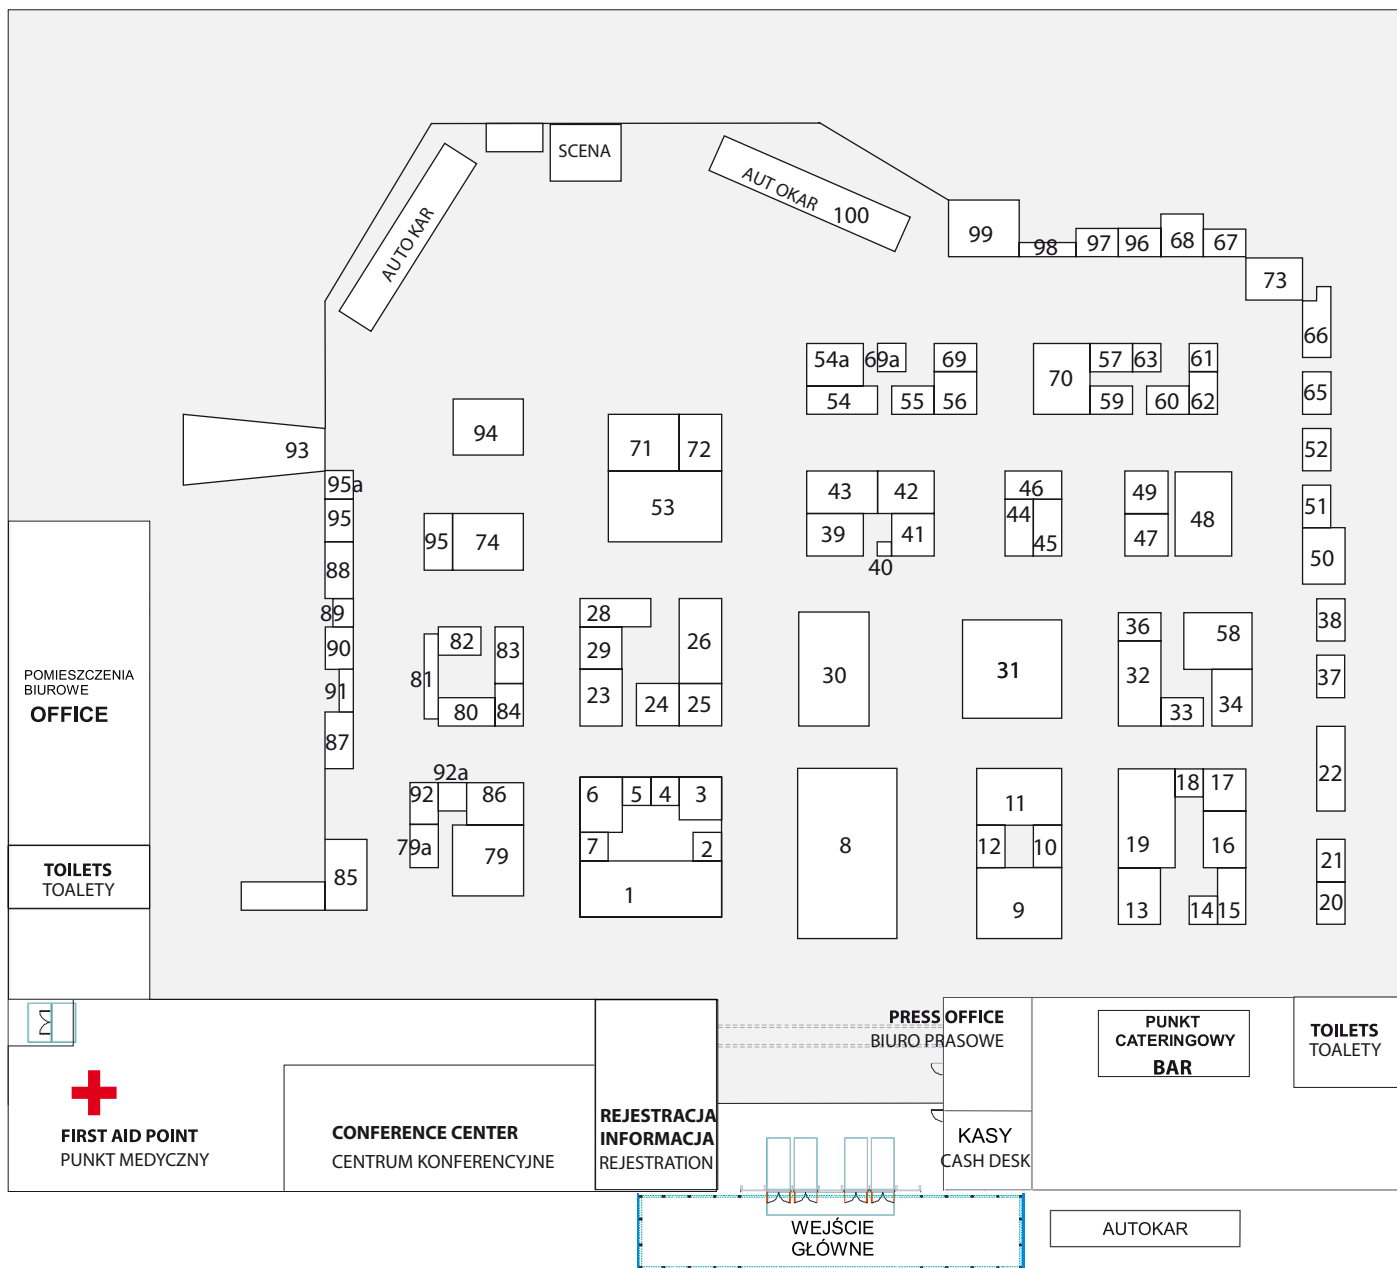 SCENA
AUTOKAR
AUTOKAR 100
99
98
97
96
68
67
73
66
54a
69a
69
70
57
63
61
65
54
55
56
59
60
62
94
71
72
52
93
95a
43
42
46
49
48
51
53
95
95
74
39
41
44
45
47
50
40
88
89
28
26
36
58
38
90
82
83
29
30
31
32
37
91
81
23
24
25
33
34
80
84
87
POMIESZCZENIA
BIUROWE
OFFICE
92a
92
86
6
5
4
3
11
18
17
22
79a
79
7
2
8
12
10
19
16
21
85
1
9
13
14
15
20
TOILETS
TOALETY
PRESS OFFICE
BIURO PRASOWE
PUNKT
CATERINGOWY
BAR
TOILETS
TOALETY
FIRST AID POINT
PUNKT MEDYCZNY
CONFERENCE CENTER
CENTRUM KONFERENCYJNE
REJESTRACJA
INFORMACJA
REJESTRATION
KASY
CASH DESK
WEJŚCIE
GŁÓWNE
AUTOKAR